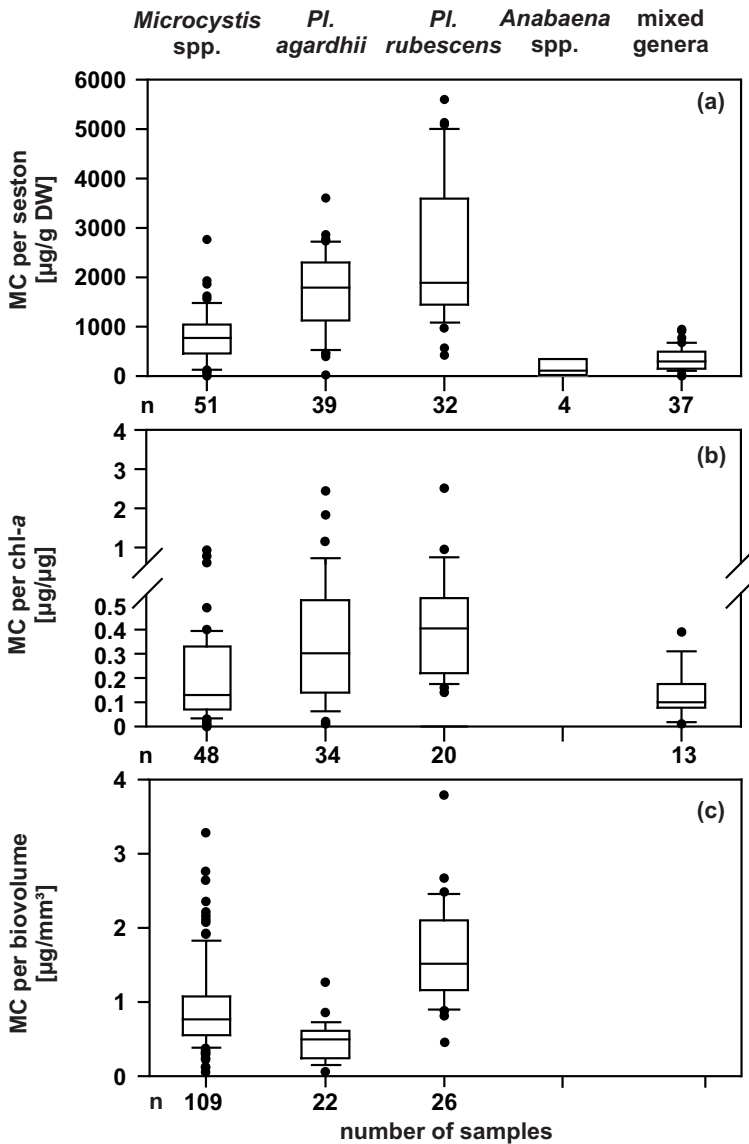 Microcystis Pl. Pl. Anabaena mixed
spp. agardhii rubescens spp. genera
MC per seston
[µg/g DW]
6000
5000
4000
3000
2000
1000
0
(a)
n 51 39 32 4 37
MC per chl-a
[µg/µg]
4
3
2
1
0.5
0.4
0.3
0.2
0.1
0
(b)
n 48 34 20 13
MC per biovolume
[µg/mm³]
4
3
2
1
0
(c)
n 109 22 26
number of samples